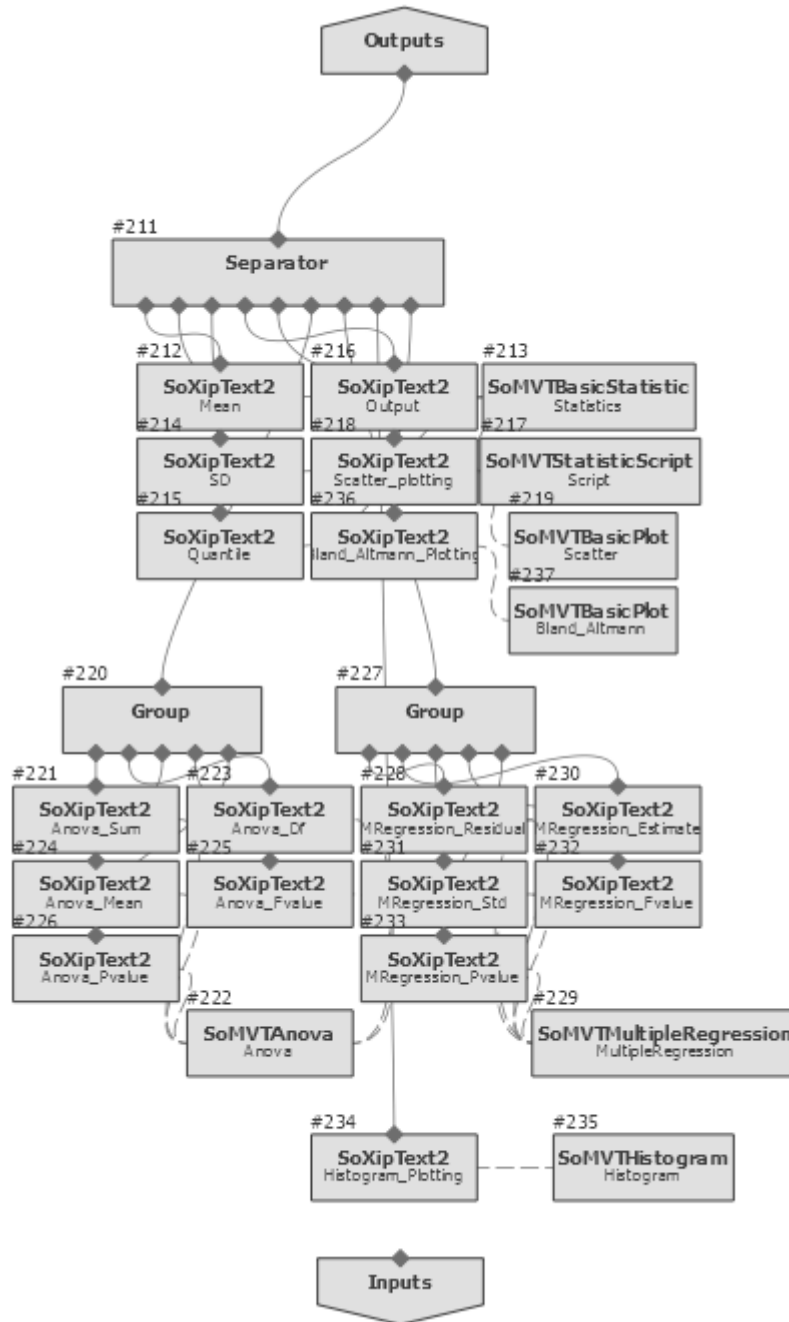 Outputs
#211
Separator
#212
#216
#213
SoXipText2
Mean
SoXipText2
Output
SoMVTBasicStatistic
Statistics
#214
#218
#217
SoXipText2
SD
SoXipText2
Scatter_plotting
SoMVTStatisticScript
Script
#215
#236
#219
SoXipText2
Quantile
SoXipText2
Bland_Altmann_Plotting
SoMVTBasicPlot
Scatter
#237
SoMVTBasicPlot
Bland_Altmann
#220
#227
Group
Group
#221
#223
#228
#230
SoXipText2
Anova_Sum
SoXipText2
Anova_Df
SoXipText2
MRegression_Residual
SoXipText2
MRegression_Estimate
#224
#225
#231
#232
SoXipText2
Anova_Mean
SoXipText2
Anova_Fvalue
SoXipText2
MRegression_Std
SoXipText2
MRegression_Fvalue
#226
#233
SoXipText2
Anova_Pvalue
SoXipText2
MRegression_Pvalue
#222
#229
SoMVTAnova
Anova
SoMVTMultipleRegression
MultipleRegression
#234
#235
SoXipText2
Histogram_Plotting
SoMVTHistogram
Histogram
Inputs